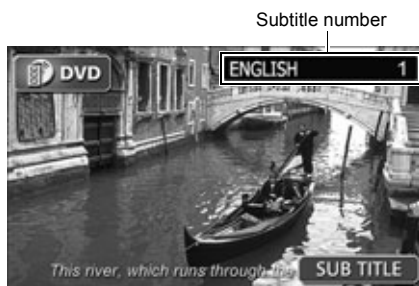 Subtitle number
DVD
ENGLISH 1
This river, which runs through the
SUB TITLE